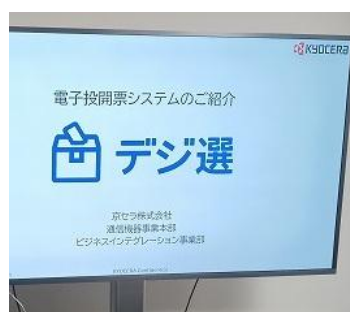 KYOCERA
電子投開票システムのご紹介
デジ選
京セラ株式会社
通信機器事業本部
ビジネスインテグレーション事業部